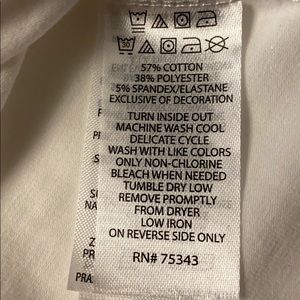 57% COTTON
38% POLYESTER
5% SPANDEX/ELASTANE
EXCLUSIVE OF DECORATION
TURN INSIDE OUT
MACHINE WASH COOL
DELICATE CYCLE
WASH WITH LIKE COLORS
ONLY NON-CHLORINE
BLEACH WHEN NEEDED
TUMBLE DRY LOW
REMOVE PROMPTLY
FROM DRYER
LOW IRON
ON REVERSE SIDE ONLY
RN# 75343